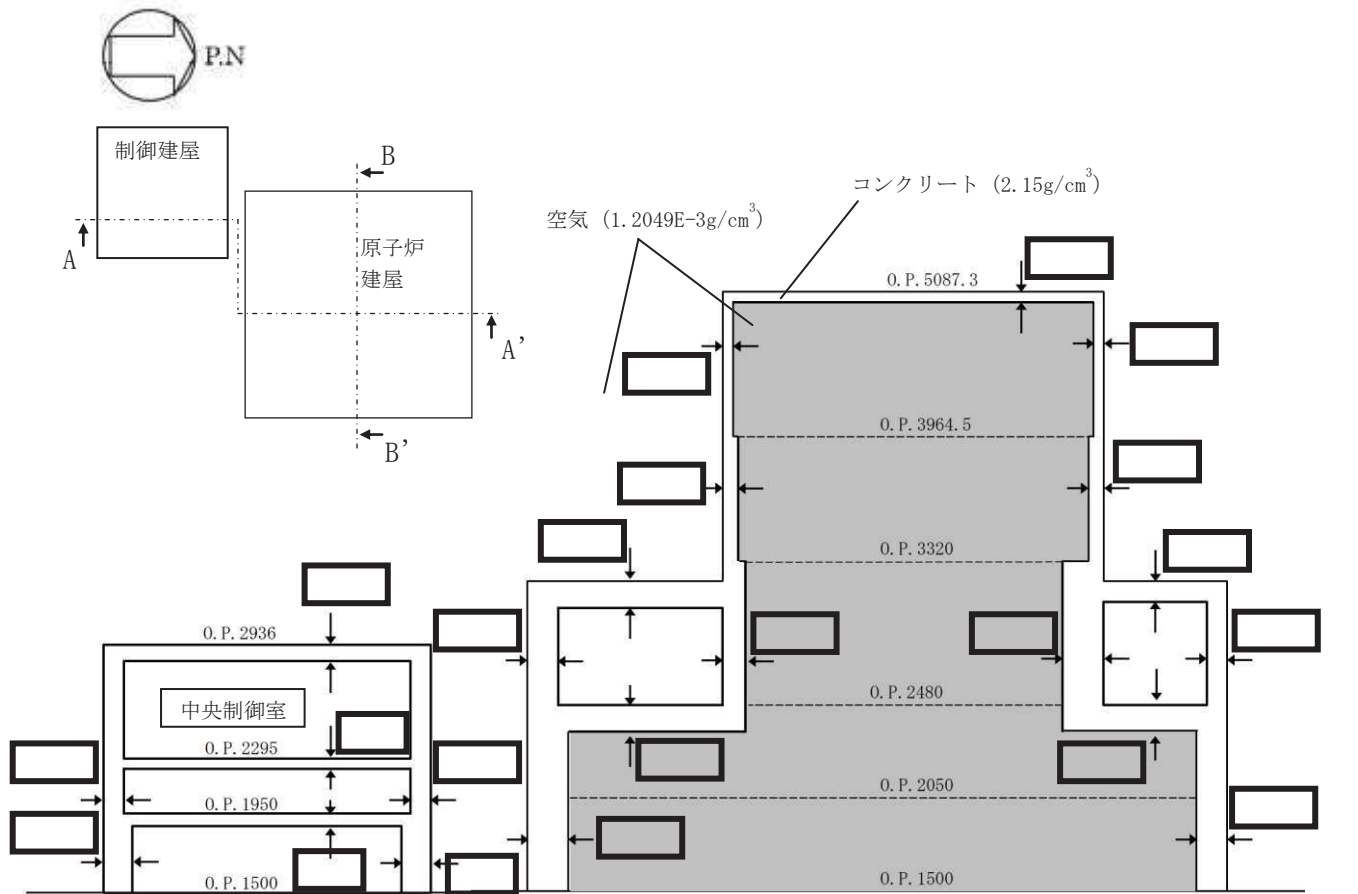 P.N
制御建屋
B
A
原子炉
建屋
A'
B'
空気 (1.2049E-3g/cm³)
コンクリート (2.15g/cm³)
O.P.5087.3
O.P.3964.5
O.P.3320
O.P.2480
O.P.2050
O.P.1500
O.P.2936
中央制御室
O.P.2295
O.P.1950
O.P.1500